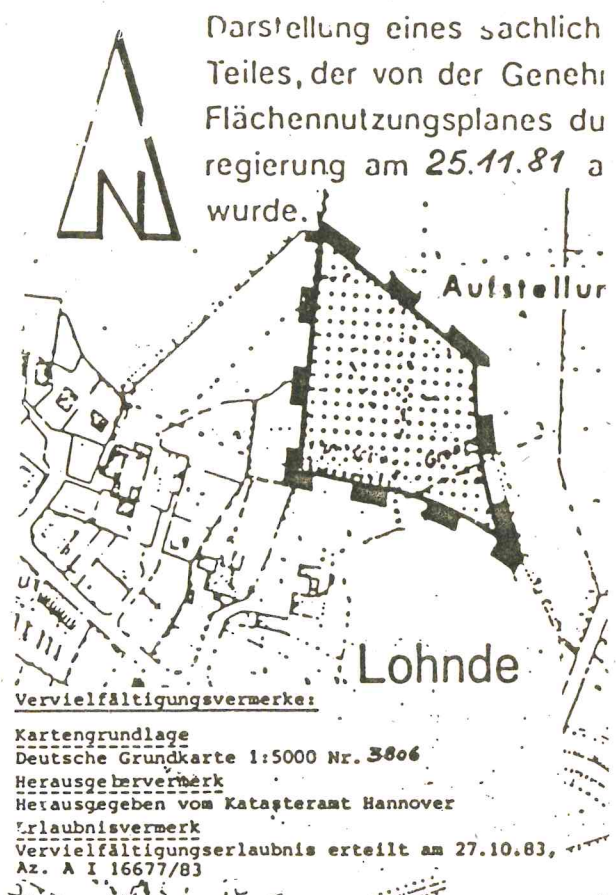 Darstellung eines sachlich
Teiles, der von der Geneh
Flächennutzungsplanes du
regierung am 25.11.81 a
wurde.
N
Aufstellur
Lohnde
Vervielfältigungsvermerke:
Kartengrundlage
Deutsche Grundkarte 1:5000 Nr. 3806
Herausgebervermerk
Herausgegeben vom Katasteramt Hannover
Erlaubnisvermerk
Vervielfältigungserlaubnis erteilt am 27.10.83,
Az. A I 16677/83